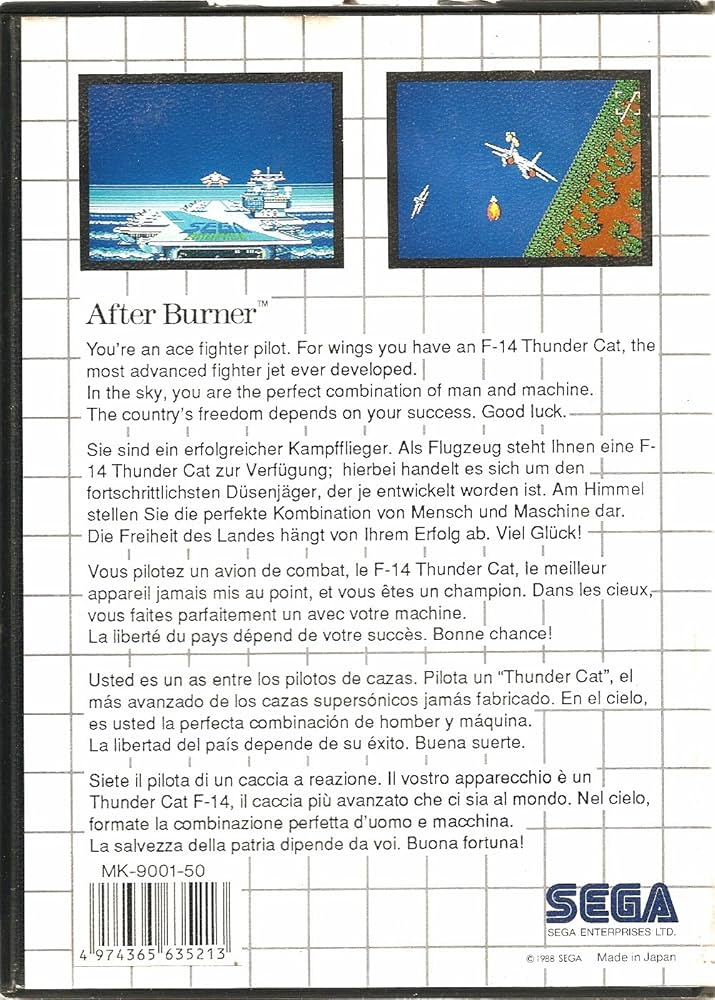 After Burner™
You're an ace fighter pilot. For wings you have an F-14 Thunder Cat, the
most advanced fighter jet ever developed.
In the sky, you are the perfect combination of man and machine.
The country's freedom depends on your success. Good luck.
Sie sind ein erfolgreicher Kampfflieger. Als Flugzeug steht Ihnen eine F-
14 Thunder Cat zur Verfügung; hierbei handelt es sich um den
fortschrittlichsten Düsenjäger, der je entwickelt worden ist. Am Himmel
stellen Sie die perfekte Kombination von Mensch und Maschine dar.
Die Freiheit des Landes hängt von Ihrem Erfolg ab. Viel Glück!
Vous pilotez un avion de combat, le F-14 Thunder Cat, le meilleur
appareil jamais mis au point, et vous êtes un champion. Dans les cieux,
vous faites parfaitement un avec votre machine.
La liberté du pays dépend de votre succès. Bonne chance!
Usted es un as entre los pilotos de cazas. Pilota un “Thunder Cat”, el
más avanzado de los cazas supersónicos jamás fabricado. En el cielo,
es usted la perfecta combinación de homber y máquina.
La libertad del país depende de su éxito. Buena suerte.
Siete il pilota di un caccia a reazione. Il vostro apparecchio è un
Thunder Cat F-14, il caccia più avanzato che ci sia al mondo. Nel cielo,
formate la combinazione perfetta d'uomo e macchina.
La salvezza della patria dipende da voi. Buona fortuna!
MK-9001-50
4 974365 635213
SEGA
SEGA ENTERPRISES LTD.
© 1988 SEGA Made in Japan